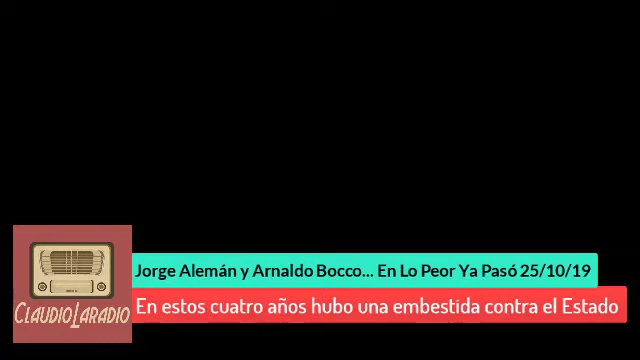 Jorge Alemán y Arnaldo Bocco... En Lo Peor Ya Pasó 25/10/19
En estos cuatro años hubo una embestida contra el Estado
CLAUDIOLARADIO